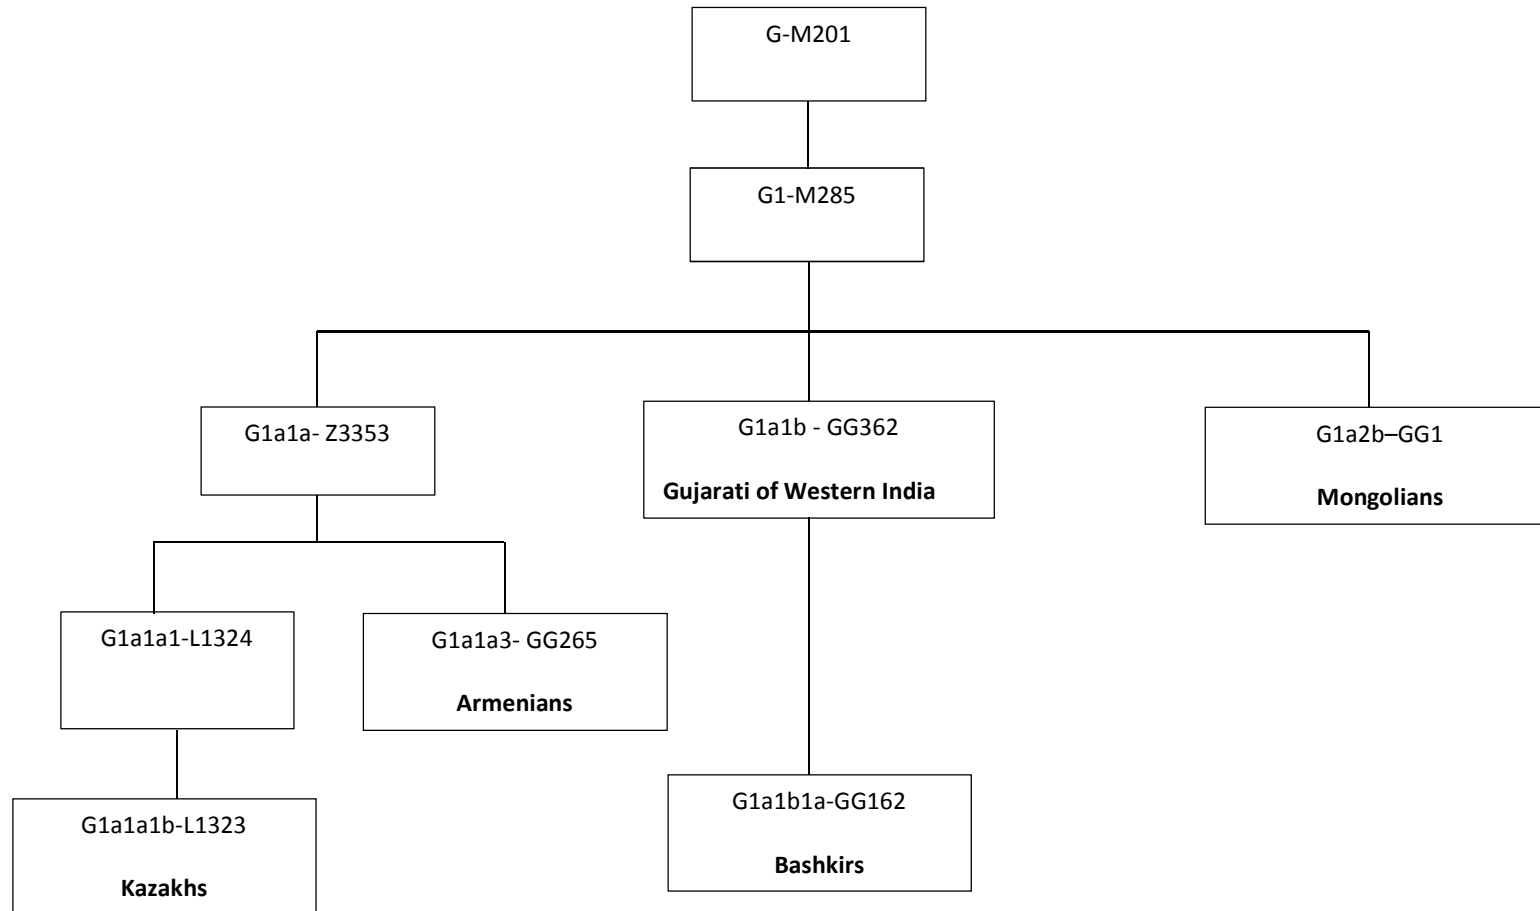 G-M201
G1-M285
G1a1a- Z3353
G1a1b - GG362
Gujarati of Western India
G1a2b–GG1
Mongolians
G1a1a1-L1324
G1a1a3- GG265
Armenians
G1a1a1b-L1323
Kazakhs
G1a1b1a-GG162
Bashkirs